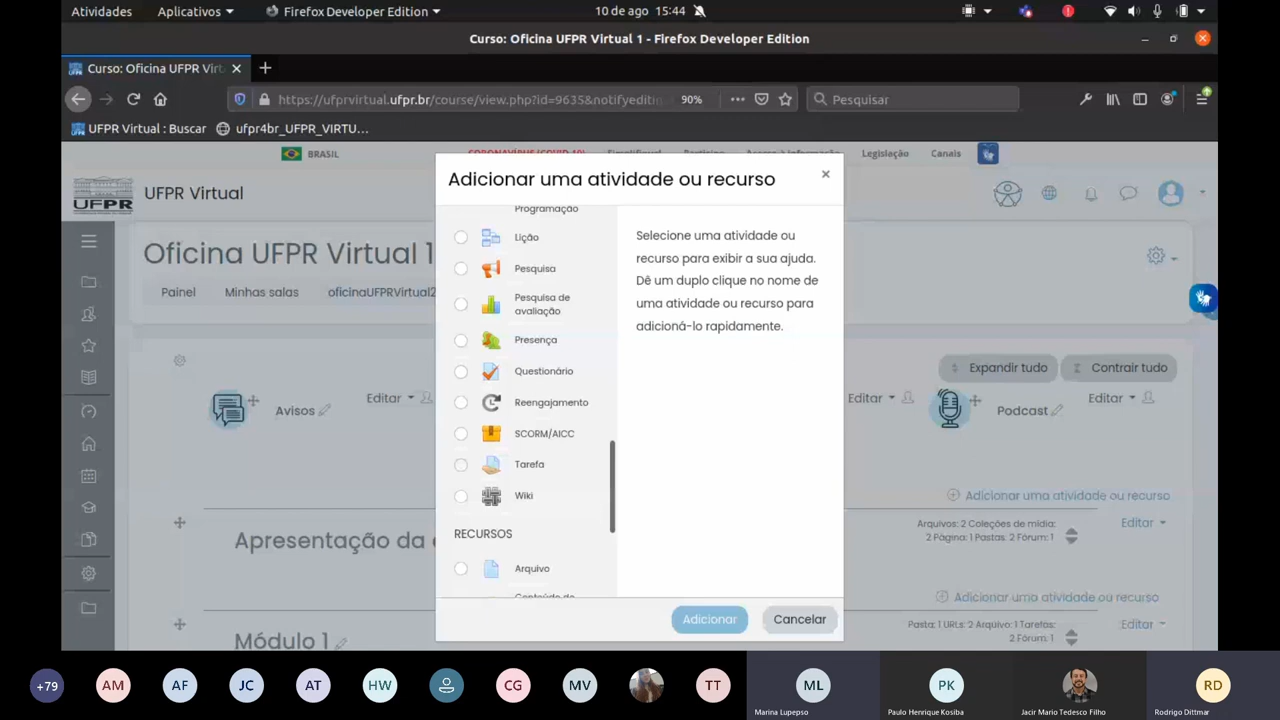 Atividades Aplicativos Firefox Developer Edition 10 de ago 15:44
Curso: Oficina UFPR Virtual 1 - Firefox Developer Edition
Curso: Oficina UFPR Virt
https://ufprvirtual.ufpr.br/course/view.php?id=9635&notifyediti 90% Pesquisar
UFPR Virtual : Buscar ufpr4br_UFPR_VIRTU...
BRASIL Legislação Canais
UFPR UFPR Virtual
Adicionar uma atividade ou recurso
Oficina UFPR Virtual 1
Painel Minhas salas oficinaUFPRVirtual2
Programação
Lição
Pesquisa
Pesquisa de
avaliação
Presença
Questionário
Reengajamento
SCORM/AICC
Tarefa
Wiki
RECURSOS
Arquivo
Selecione uma atividade ou
recurso para exibir a sua ajuda.
Dê um duplo clique no nome de
uma atividade ou recurso para
adicioná-lo rapidamente.
Adicionar Cancelar
Expandir tudo Contrair tudo
Avisos Editar Editar Podcast Editar
Adicionar uma atividade ou recurso
Apresentação da
Arquivos: 2 Coleções de mídia:
2 Página: 1 Pastas: 2 Fórum: 1
Editar
Adicionar uma atividade ou recurso
Módulo 1
Pasta: 1 URLs: 2 Arquivo: 1 Tarefas:
2 Fórum: 1
Editar
+79 AM AF JC AT HW CG MV TT ML PK RD
Marina Lupepso Paulo Henrique Kosiba Jacir Mario Tedesco Filho Rodrigo Dittmar